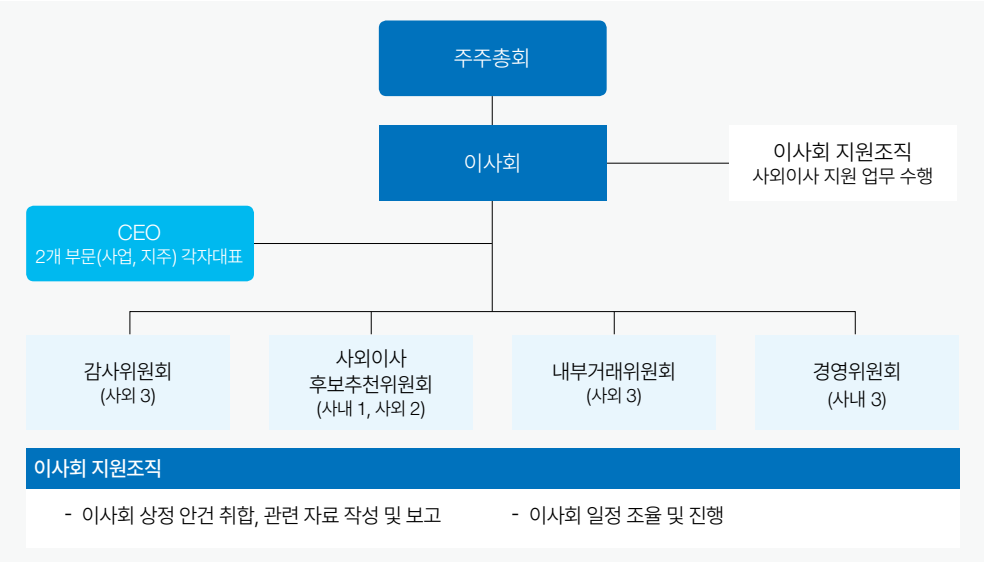 주주총회
이사회
이사회 지원조직
사외이사 지원 업무 수행
CEO
2개 부문(사업, 지주) 각자대표
감사위원회
(사외 3)
사외이사
후보추천위원회
(사내 1, 사외 2)
내부거래위원회
(사외 3)
경영위원회
(사내 3)
이사회 지원조직
- 이사회 상정 안건 취합, 관련 자료 작성 및 보고
- 이사회 일정 조율 및 진행